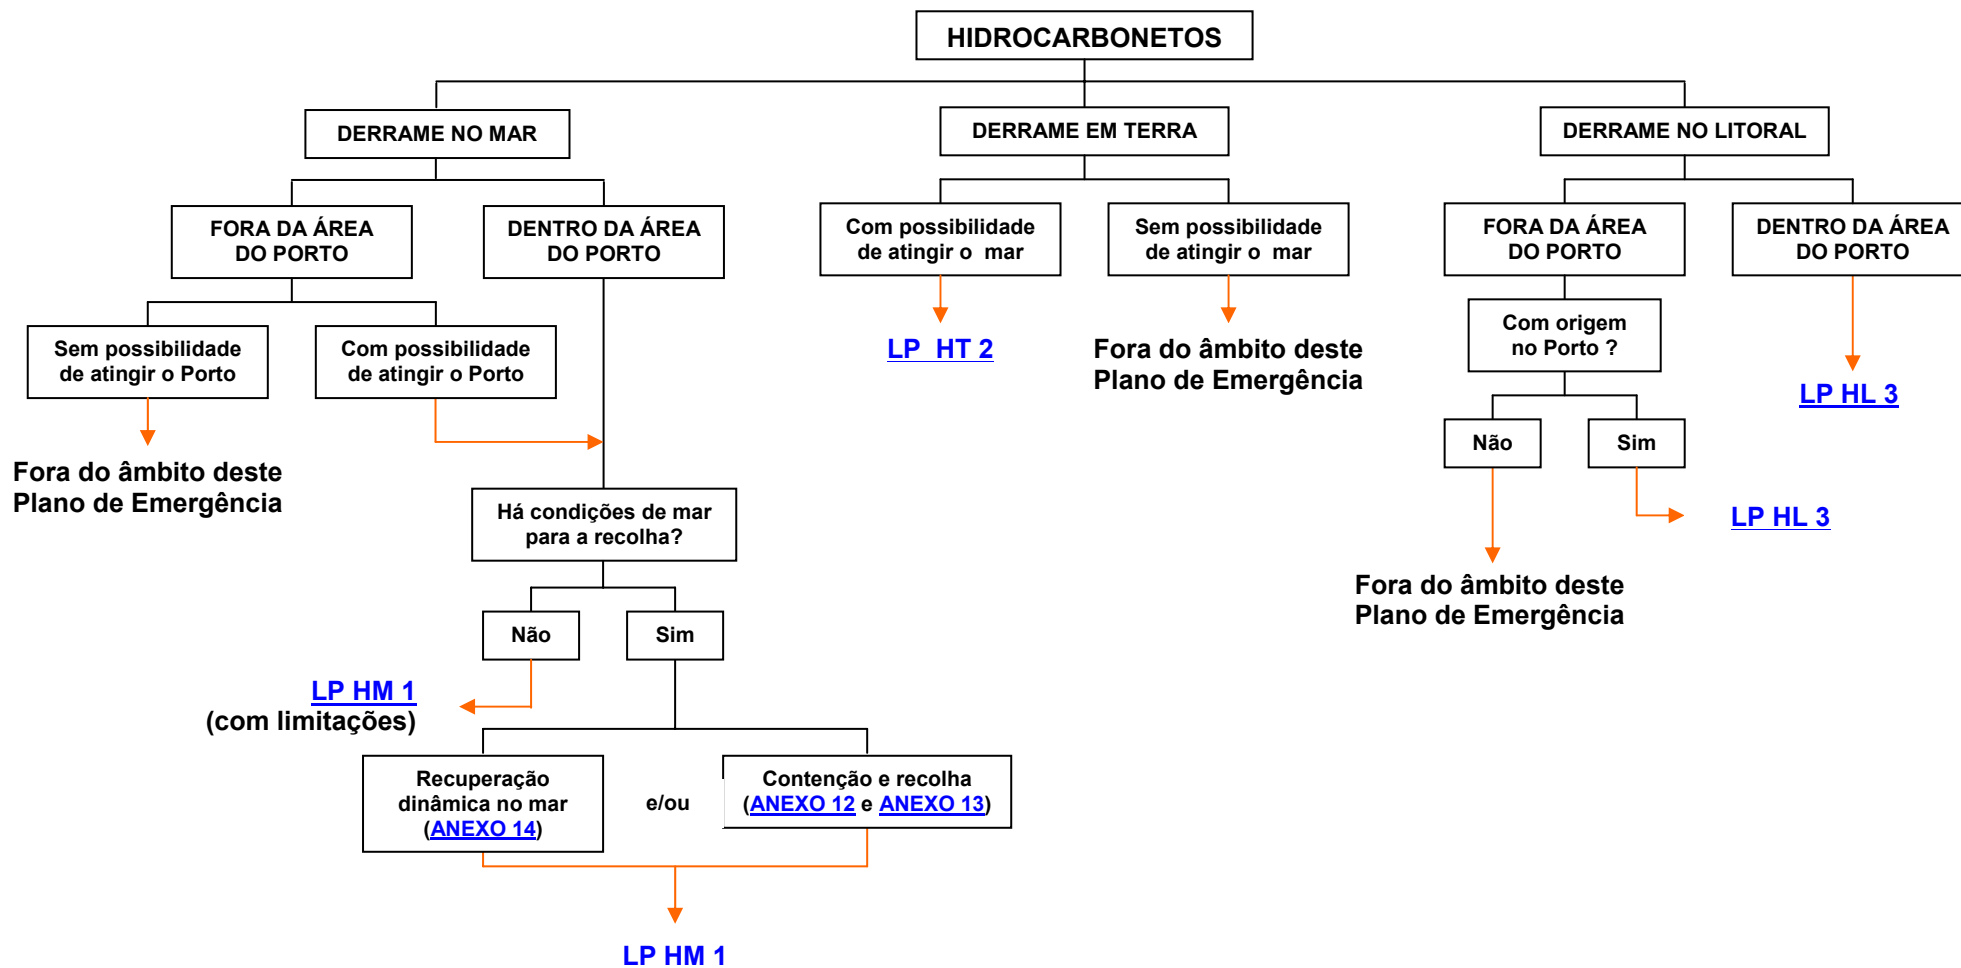 HIDROCARBONETOS
DERRAME NO MAR
DERRAME EM TERRA
DERRAME NO LITORAL
FORA DA ÁREA
DO PORTO
DENTRO DA ÁREA
DO PORTO
Com possibilidade
de atingir o mar
Sem possibilidade
de atingir o mar
FORA DA ÁREA
DO PORTO
DENTRO DA ÁREA
DO PORTO
Sem possibilidade
de atingir o Porto
Com possibilidade
de atingir o Porto
LP HT 2
Fora do âmbito deste
Plano de Emergência
Com origem
no Porto ?
LP HL 3
Não
Sim
Fora do âmbito deste
Plano de Emergência
Há condições de mar
para a recolha?
LP HL 3
Fora do âmbito deste
Plano de Emergência
Não
Sim
LP HM 1
(com limitações)
Recuperação
dinâmica no mar
(ANEXO 14)
e/ou
Contenção e recolha
(ANEXO 12 e ANEXO 13)
LP HM 1